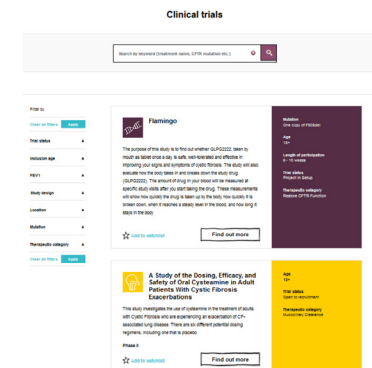 Clinical trials
Search by keyword (treatment name, CFTR mutation etc.)
Filter by
Clear all filters Apply
Trial status
Inclusion age
FEV1
Study design
Location
Mutation
Therapeutic category
Clear all filters Apply
Flamingo
The purpose of this study is to find out whether GLPG2222, taken by
mouth as tablet once a day, is safe, well-tolerated and effective in
improving your signs and symptoms of cystic fibrosis. The study will also
evaluate how the body takes in and breaks down the study drug
(GLPG2222). The amount of drug in your blood will be measured at
specific study visits after you start taking the drug. These measurements
will show how quickly the drug is taken up by the body, how quickly it is
broken down, when it reaches a steady level in the blood, and how long it
stays in the body
Add to watchlist Find out more
Mutation
One copy of F508del
Age
18+
Length of participation
6 - 10 weeks
Trial status
Project in Setup
Therapeutic category
Restore CFTR Function
A Study of the Dosing, Efficacy, and
Safety of Oral Cysteamine in Adult
Patients With Cystic Fibrosis
Exacerbations
This study investigates the use of cysteamine in the treatment of adults
with Cystic Fibrosis who are experiencing an exacerbation of CF-
associated lung disease. There are six different potential dosing
regimens, including one that is placebo.
Phase II
Add to watchlist Find out more
Age
18+
Trial status
Open to recruitment
Therapeutic category
Mucociliary Clearance